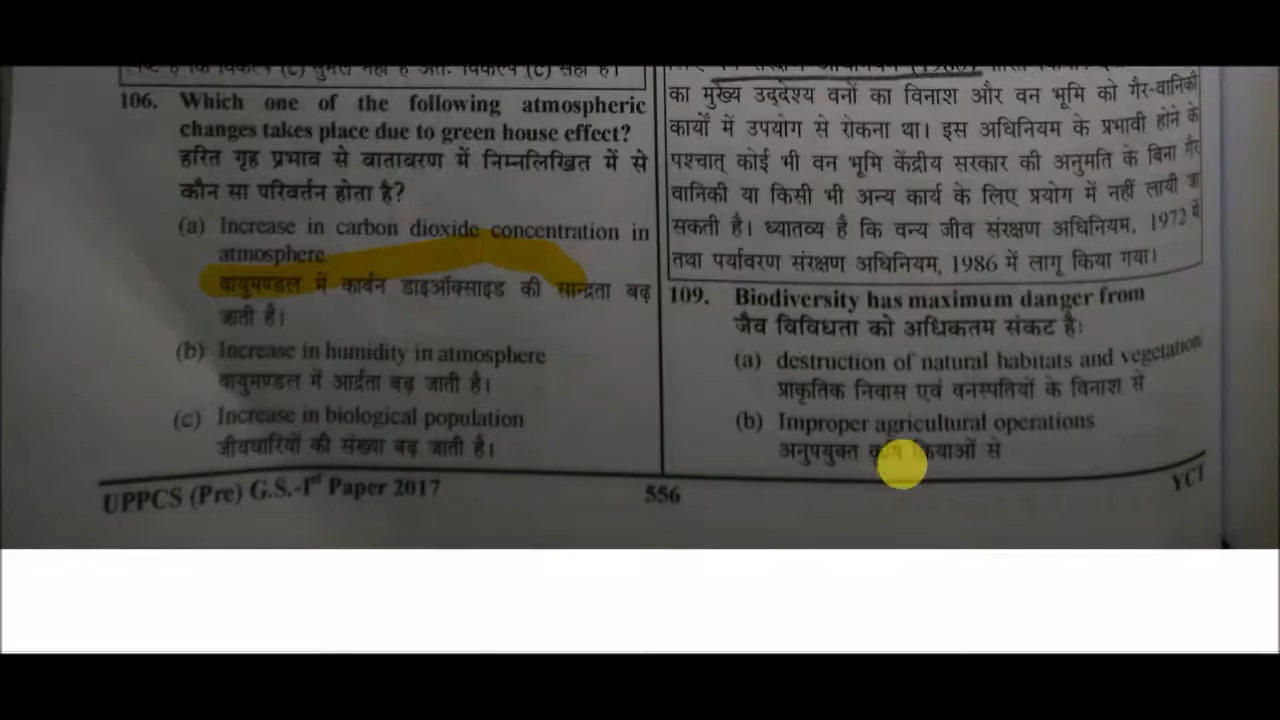 106. Which one of the following atmospheric
changes takes place due to green house effect?
हरित गृह प्रभाव से वातावरण में निम्नलिखित में से
कौन सा परिवर्तन होता है?
(a) Increase in carbon dioxide concentration in
atmosphere.
वायुमण्डल में कार्बन डाइऑक्साइड की सान्द्रता बढ़
जाती है।
(b) Increase in humidity in atmosphere
वायुमण्डल में आर्द्रता बढ़ जाती है।
(c) Increase in biological population
जीवधारियों की संख्या बढ़ जाती है।
का मुख्य उद्देश्य वनों का विनाश और वन भूमि को गैर-वानिकी
कार्यों में उपयोग से रोकना था। इस अधिनियम के प्रभावी होने के
पश्चात् कोई भी वन भूमि केंद्रीय सरकार की अनुमति के बिना गैर
वानिकी या किसी भी अन्य कार्य के लिए प्रयोग में नहीं लायी जा
सकती है। ध्यातव्य है कि वन्य जीव संरक्षण अधिनियम, 1972 में
तथा पर्यावरण संरक्षण अधिनियम, 1986 में लागू किया गया।
109. Biodiversity has maximum danger from
जैव विविधता को अधिकतम संकट है:
(a) destruction of natural habitats and vegetation
प्राकृतिक निवास एवं वनस्पतियों के विनाश से
(b) Improper agricultural operations
अनुपयुक्त कृषि क्रियाओं से
UPPCS (Pre) G.S.-Iˢᵗ Paper 2017
556
YCT